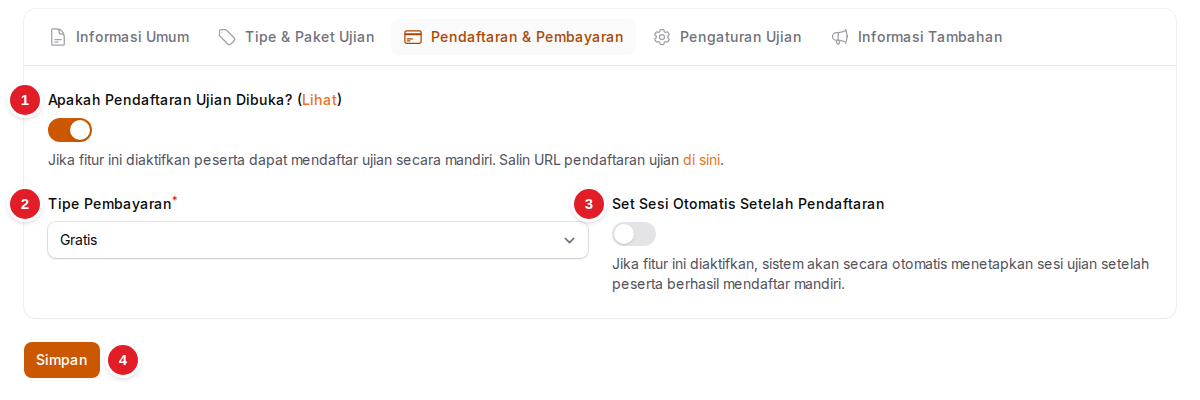 Informasi Umum Tipe & Paket Ujian Pendaftaran & Pembayaran Pengaturan Ujian Informasi Tambahan
1 Apakah Pendaftaran Ujian Dibuka? (Lihat)
Jika fitur ini diaktifkan peserta dapat mendaftar ujian secara mandiri. Salin URL pendaftaran ujian di sini.
2 Tipe Pembayaran*
Gratis
3 Set Sesi Otomatis Setelah Pendaftaran
Jika fitur ini diaktifkan, sistem akan secara otomatis menetapkan sesi ujian setelah
peserta berhasil mendaftar mandiri.
Simpan 4